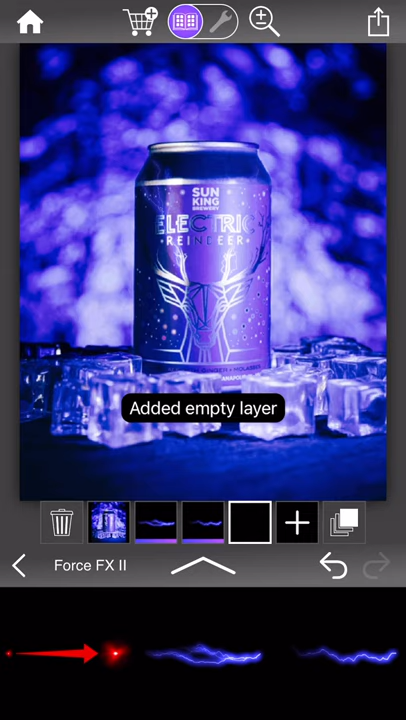 SUN
KING
BREWERY
ELECTRIC
REINDEER
Added empty layer
Force FX II